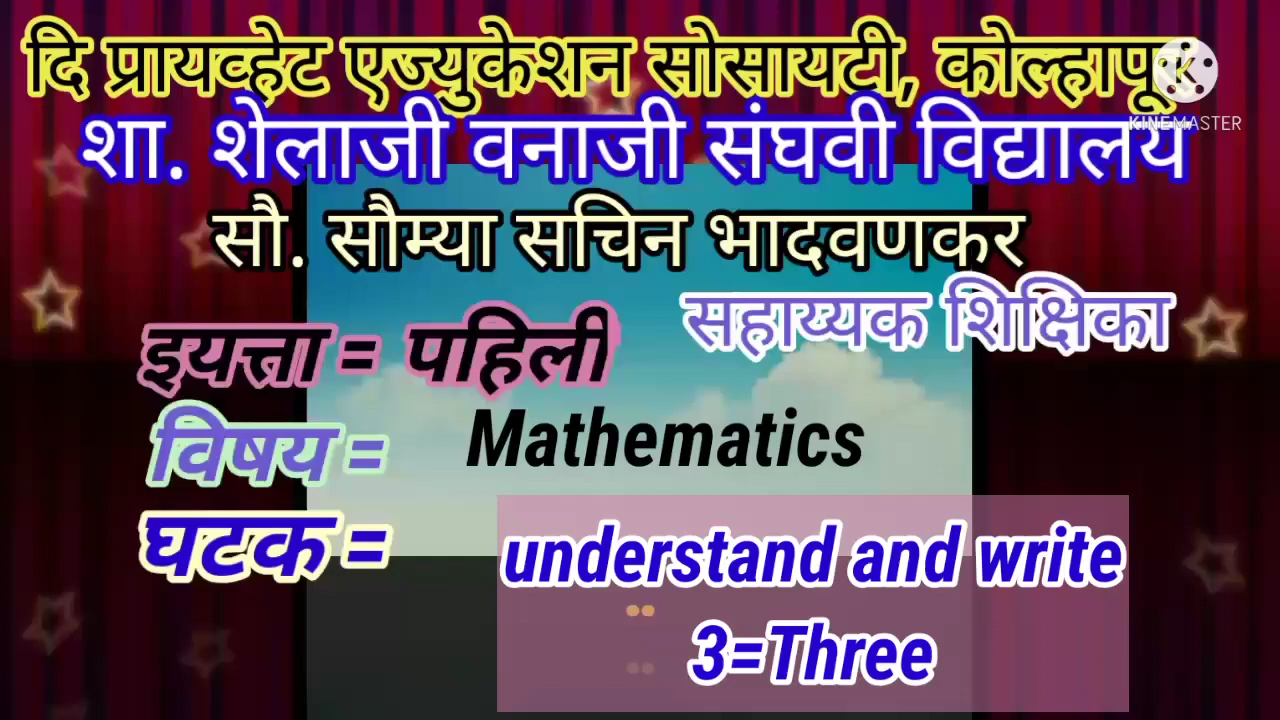 दि प्रायव्हेट एज्युकेशन सोसायटी, कोल्हापूर
KINEMASTER
शा. शेलाजी वनाजी संघवी विद्यालय
सौ. सौम्या सचिन भादवणकर
सहाय्यक शिक्षिका
इयत्ता = पहिली
विषय = Mathematics
घटक = understand and write
3=Three